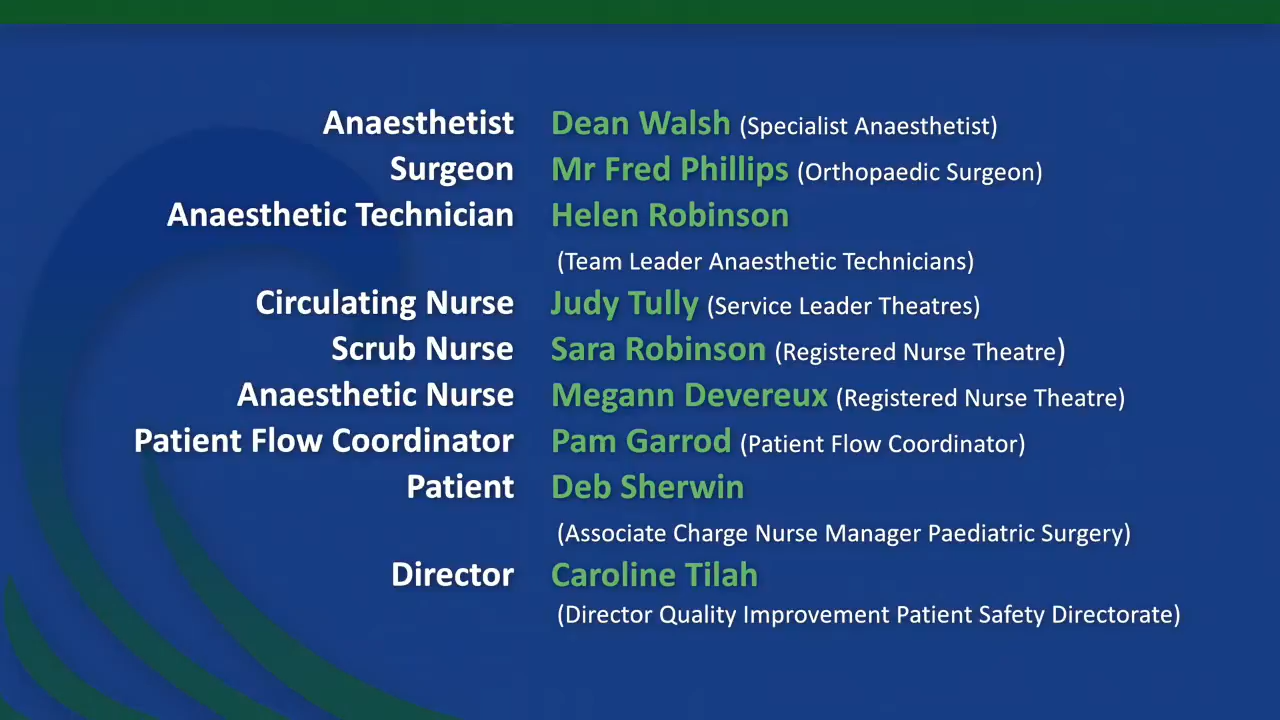 Anaesthetist Dean Walsh (Specialist Anaesthetist)
Surgeon Mr Fred Phillips (Orthopaedic Surgeon)
Anaesthetic Technician Helen Robinson
(Team Leader Anaesthetic Technicians)
Circulating Nurse Judy Tully (Service Leader Theatres)
Scrub Nurse Sara Robinson (Registered Nurse Theatre)
Anaesthetic Nurse Megann Devereux (Registered Nurse Theatre)
Patient Flow Coordinator Pam Garrod (Patient Flow Coordinator)
Patient Deb Sherwin
(Associate Charge Nurse Manager Paediatric Surgery)
Director Caroline Tilah
(Director Quality Improvement Patient Safety Directorate)